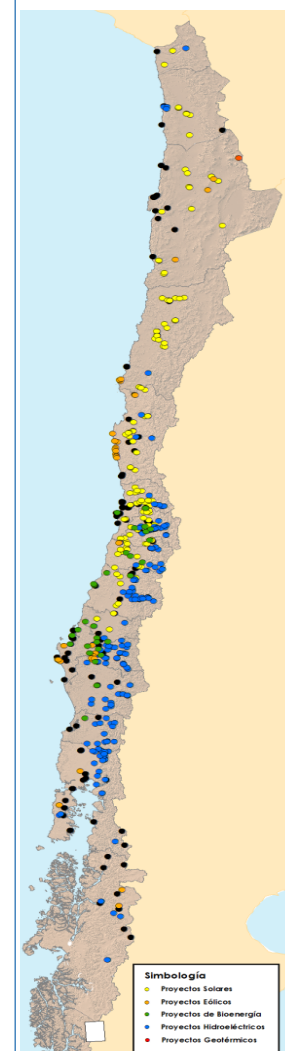 Simbología
Proyectos Solares
Proyectos Eólicos
Proyectos de Bioenergía
Proyectos Hidroeléctricos
Proyectos Geotérmicos